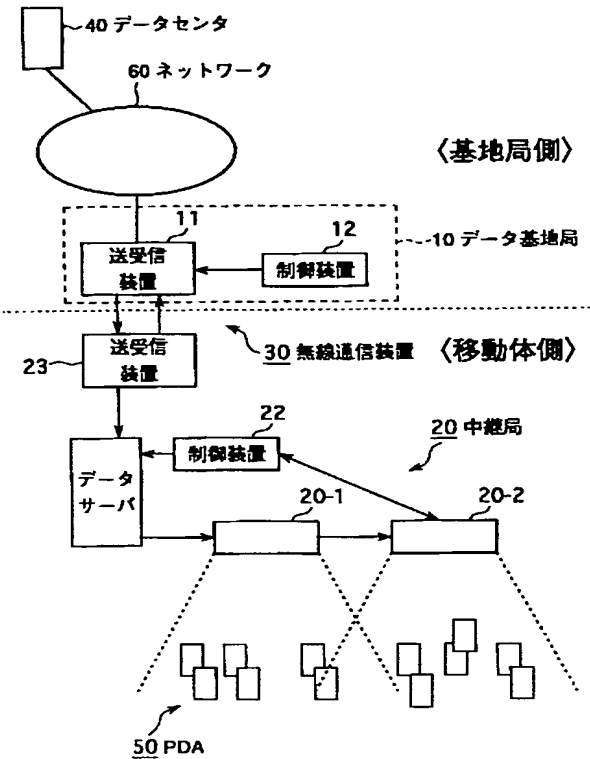 40 データセンタ
60 ネットワーク
〈基地局側〉
11
12
送受信
装置
制御装置
10 データ基地局
23
送受信
装置
30 無線通信装置
〈移動体側〉
22
20 中継局
制御装置
データ
サーバ
20-1
20-2
50 PDA